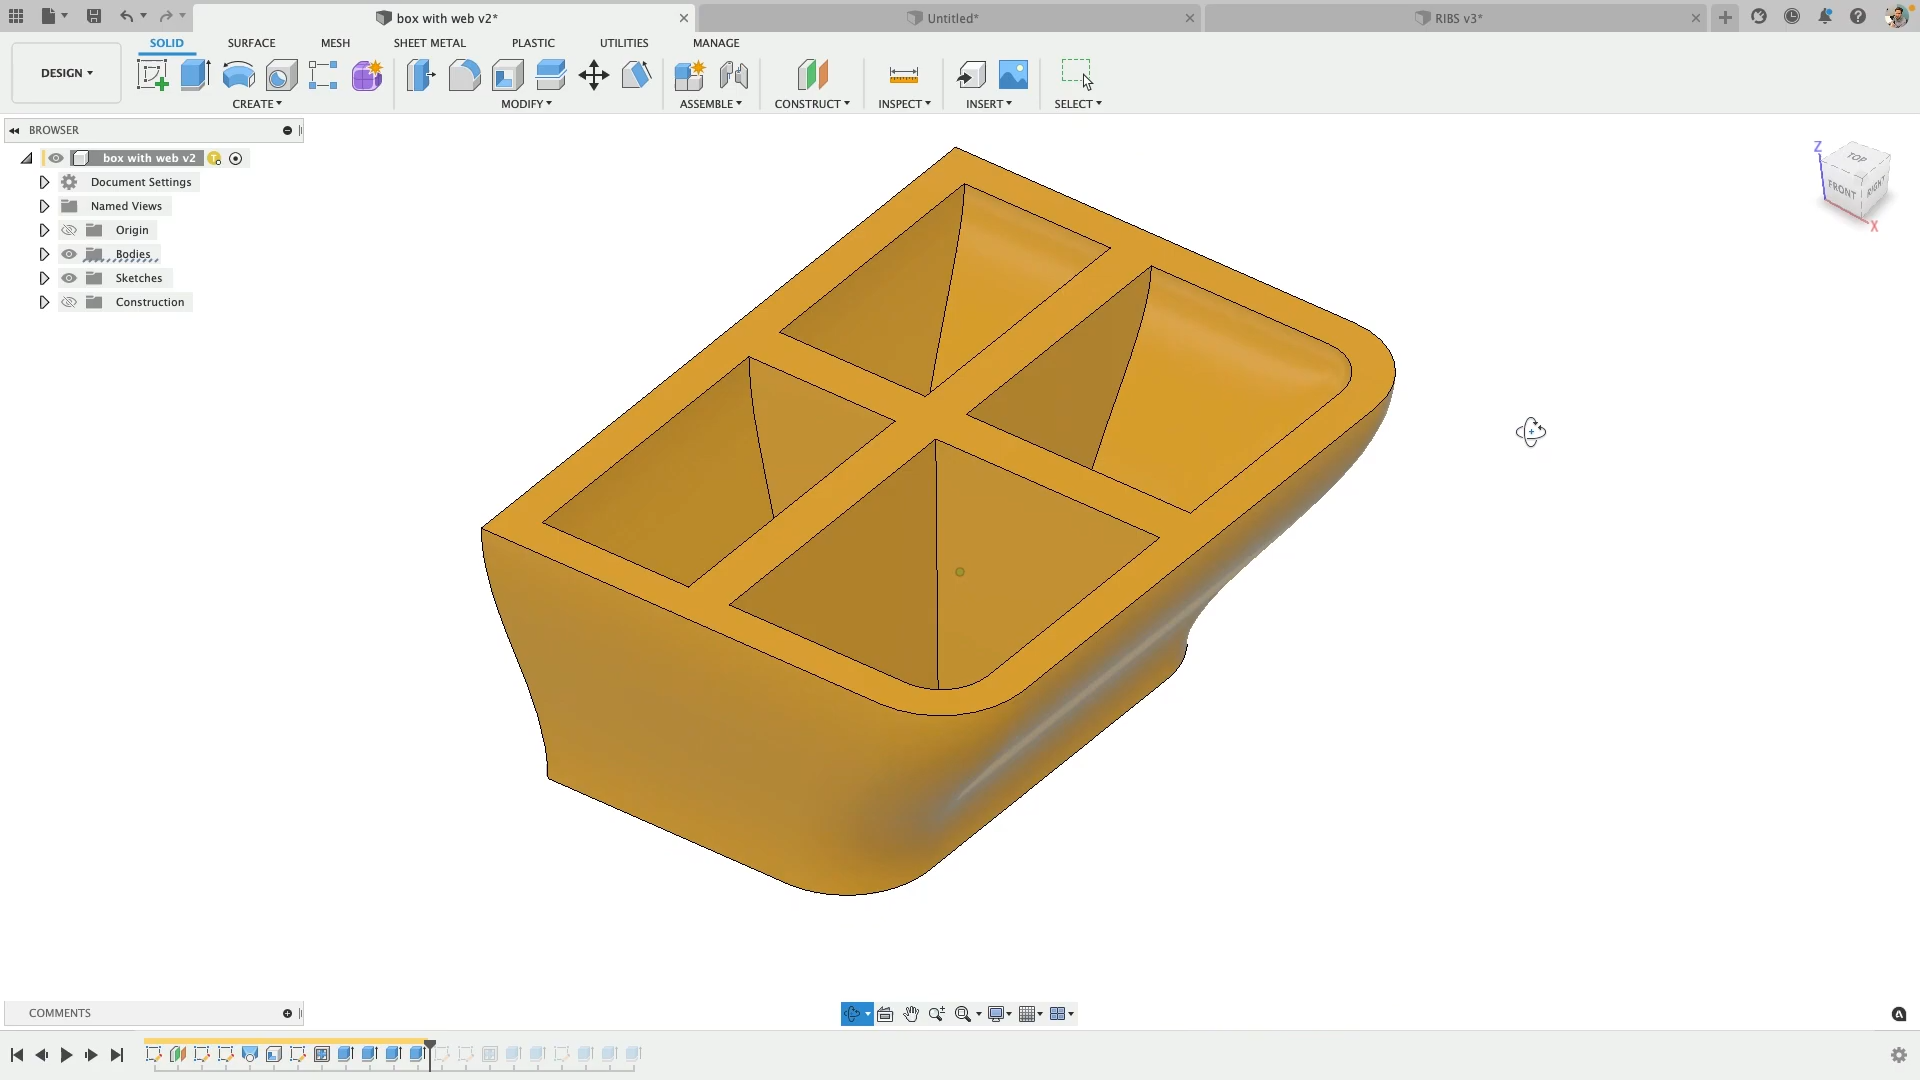 box with web v2*
Untitled*
RIBS v3*
DESIGN
SOLID
SURFACE
MESH
SHEET METAL
PLASTIC
UTILITIES
MANAGE
CREATE
MODIFY
ASSEMBLE
CONSTRUCT
INSPECT
INSERT
SELECT
BROWSER
box with web v2
Document Settings
Named Views
Origin
Bodies
Sketches
Construction
Z
TOP
FRONT
RIGHT
X
COMMENTS